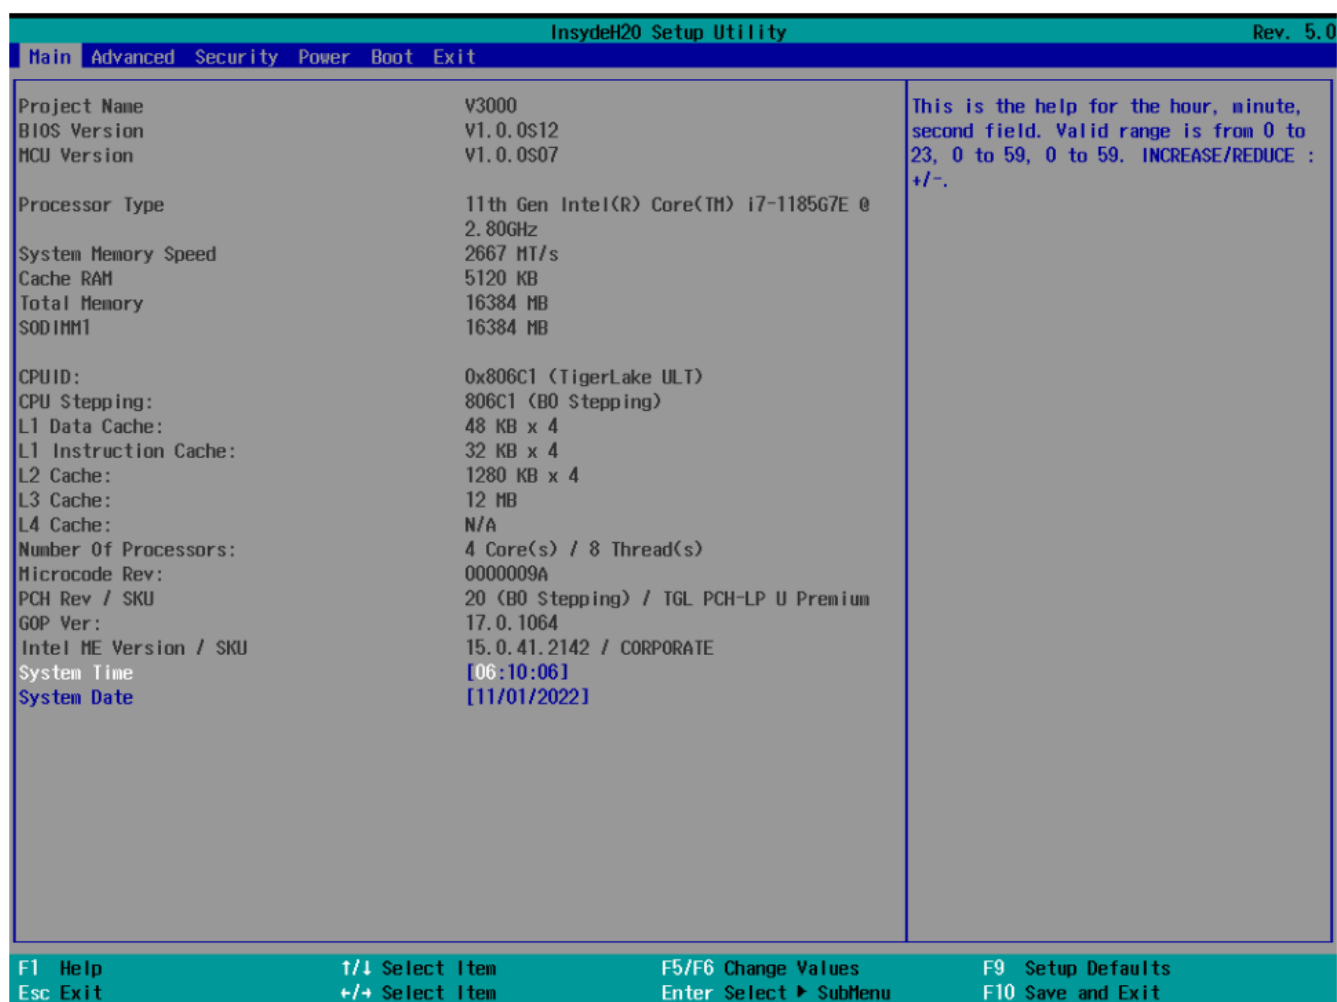 InsydeH20 Setup Utility Rev. 5.0
Main Advanced Security Power Boot Exit
Project Name V3000
BIOS Version V1.0.0S12
MCU Version V1.0.0S07
Processor Type 11th Gen Intel(R) Core(TM) i7-1185G7E @
2.80GHz
System Memory Speed 2667 MT/s
Cache RAM 5120 KB
Total Memory 16384 MB
SODIMM1 16384 MB
CPUID: 0x806C1 (TigerLake ULT)
CPU Stepping: 806C1 (B0 Stepping)
L1 Data Cache: 48 KB x 4
L1 Instruction Cache: 32 KB x 4
L2 Cache: 1280 KB x 4
L3 Cache: 12 MB
L4 Cache: N/A
Number Of Processors: 4 Core(s) / 8 Thread(s)
Microcode Rev: 0000009A
PCH Rev / SKU 20 (B0 Stepping) / TGL PCH-LP U Premium
GOP Ver: 17.0.1064
Intel ME Version / SKU 15.0.41.2142 / CORPORATE
System Time [06:10:06]
System Date [11/01/2022]
This is the help for the hour, minute,
second field. Valid range is from 0 to
23, 0 to 59, 0 to 59. INCREASE/REDUCE :
+/-.
F1 Help ↑/↓ Select Item F5/F6 Change Values F9 Setup Defaults
Esc Exit ←/→ Select Item Enter Select ▶ SubMenu F10 Save and Exit